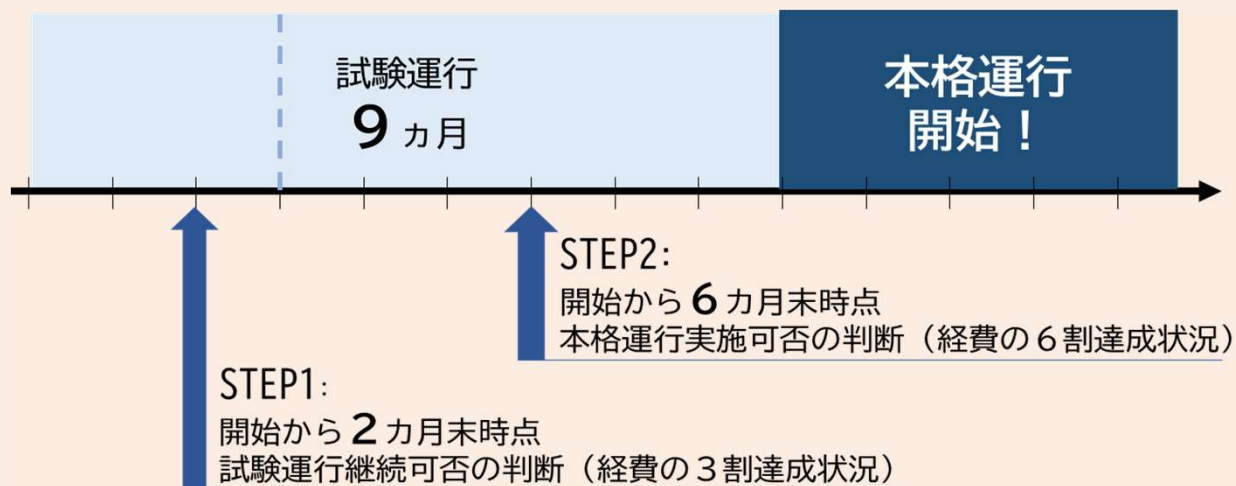 試験運行
9 ヵ月
本格運行
開始！
STEP2:
開始から 6 カ月末時点
本格運行実施可否の判断（経費の６割達成状況）
STEP1:
開始から 2 カ月末時点
試験運行継続可否の判断（経費の３割達成状況）